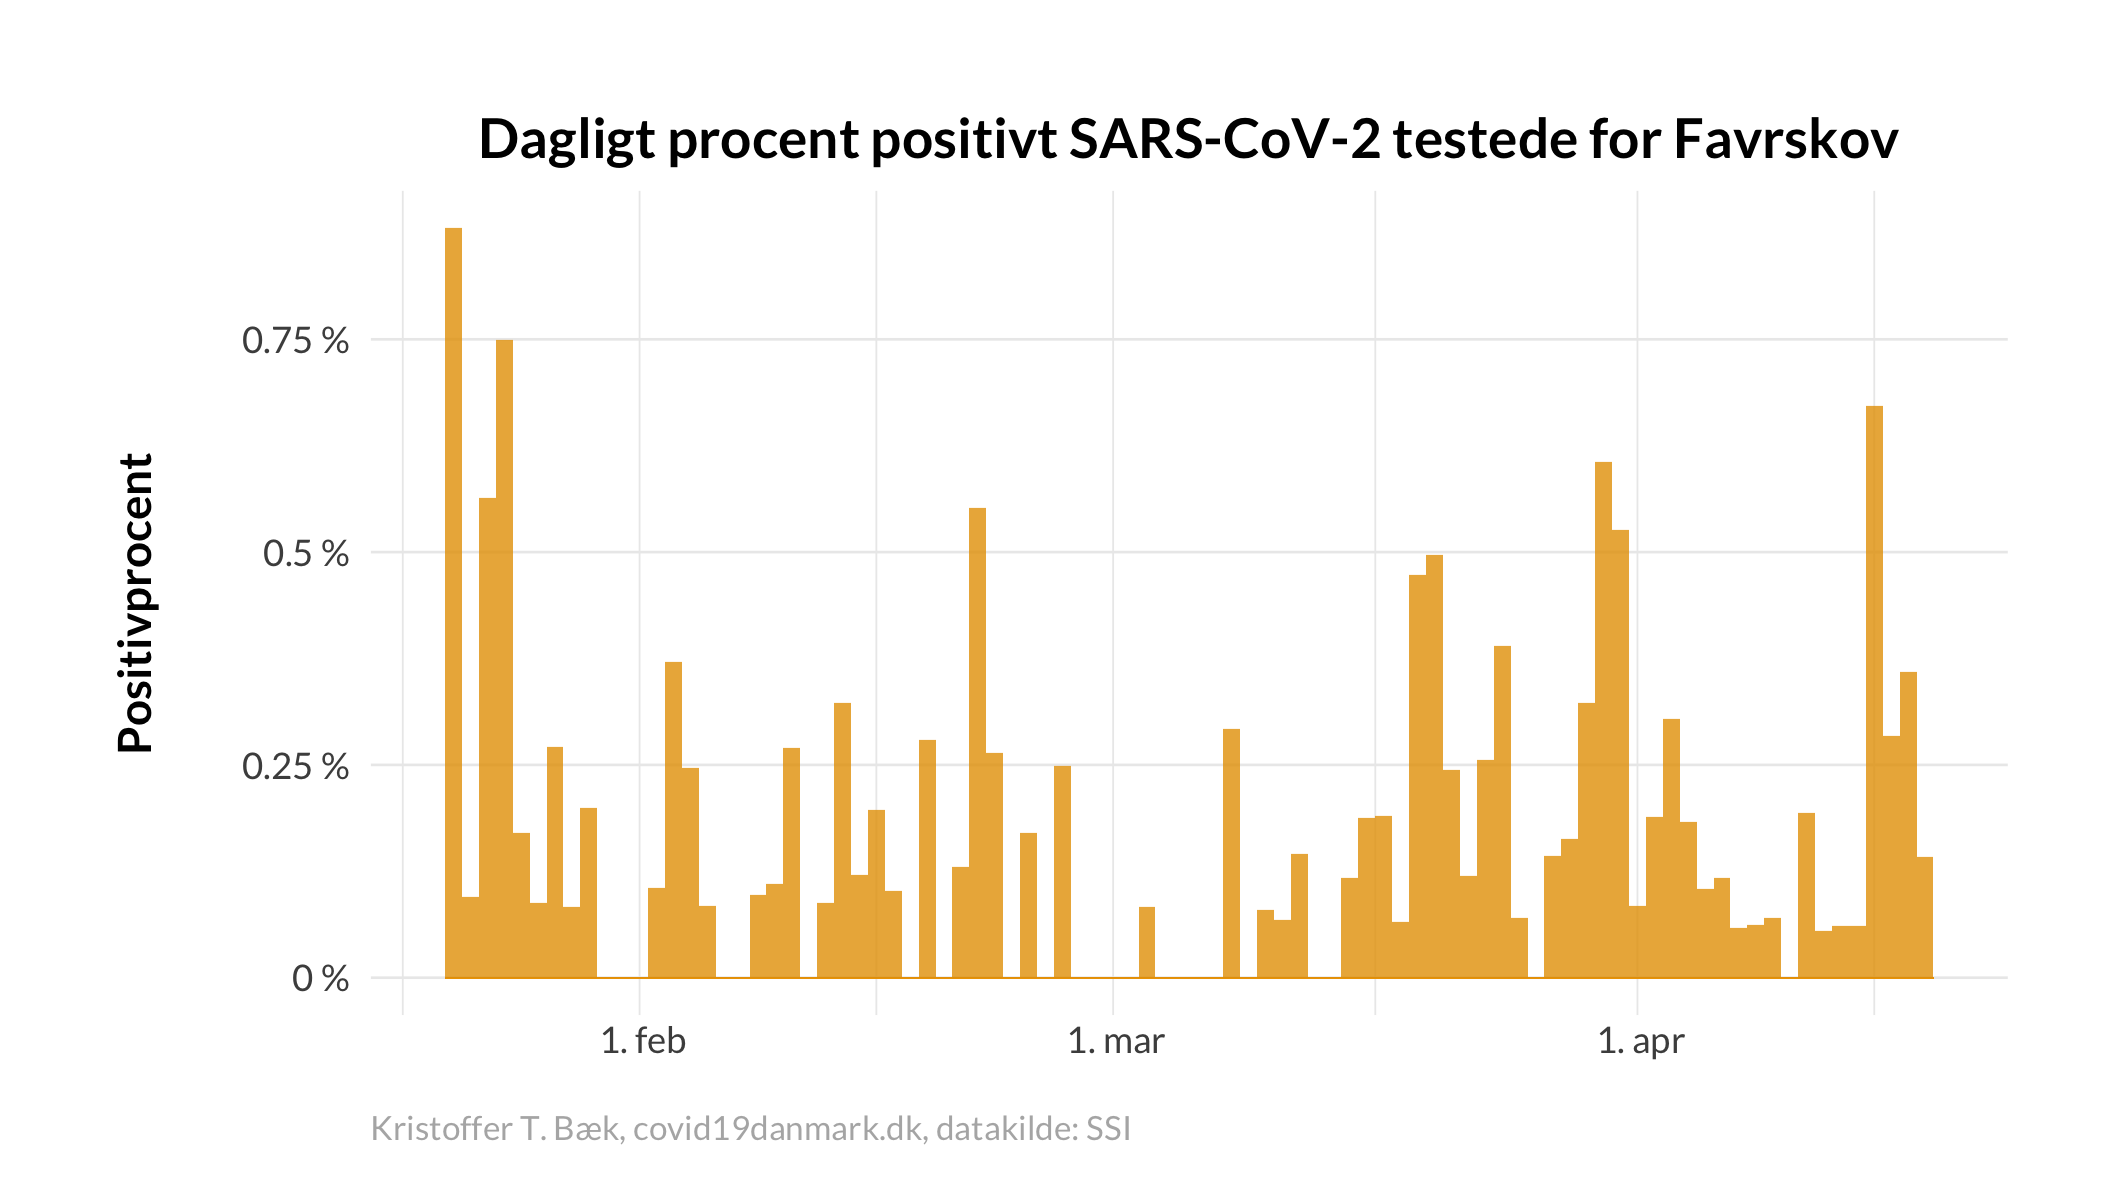 Dagligt procent positivt SARS-CoV-2 testede for Favrskov
Positivprocent
0.75 %
0.5 %
0.25 %
0 %
1. feb
1. mar
1. apr
Kristoffer T. Bæk, covid19danmark.dk, datakilde: SSI